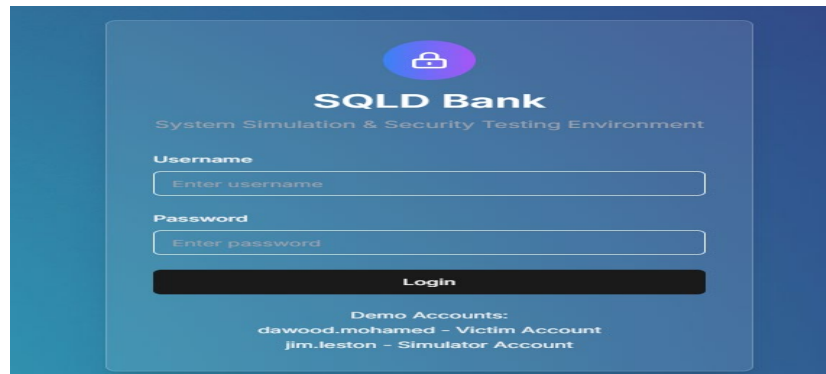 SQLD Bank
System Simulation & Security Testing Environment
Username
Enter username
Password
Enter password
Login
Demo Accounts:
dawood.mohamed - Victim Account
jim.leston - Simulator Account